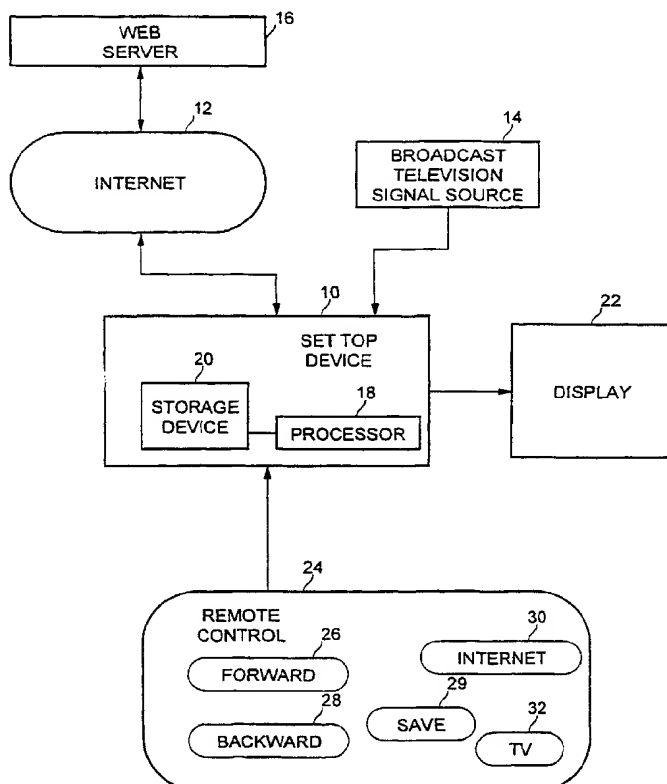 16
WEB
SERVER
12
INTERNET
14
BROADCAST
TELEVISION
SIGNAL SOURCE
10
SET TOP
DEVICE
20
STORAGE
DEVICE
18
PROCESSOR
22
DISPLAY
24
REMOTE
CONTROL
26
FORWARD
28
BACKWARD
29
SAVE
30
INTERNET
32
TV